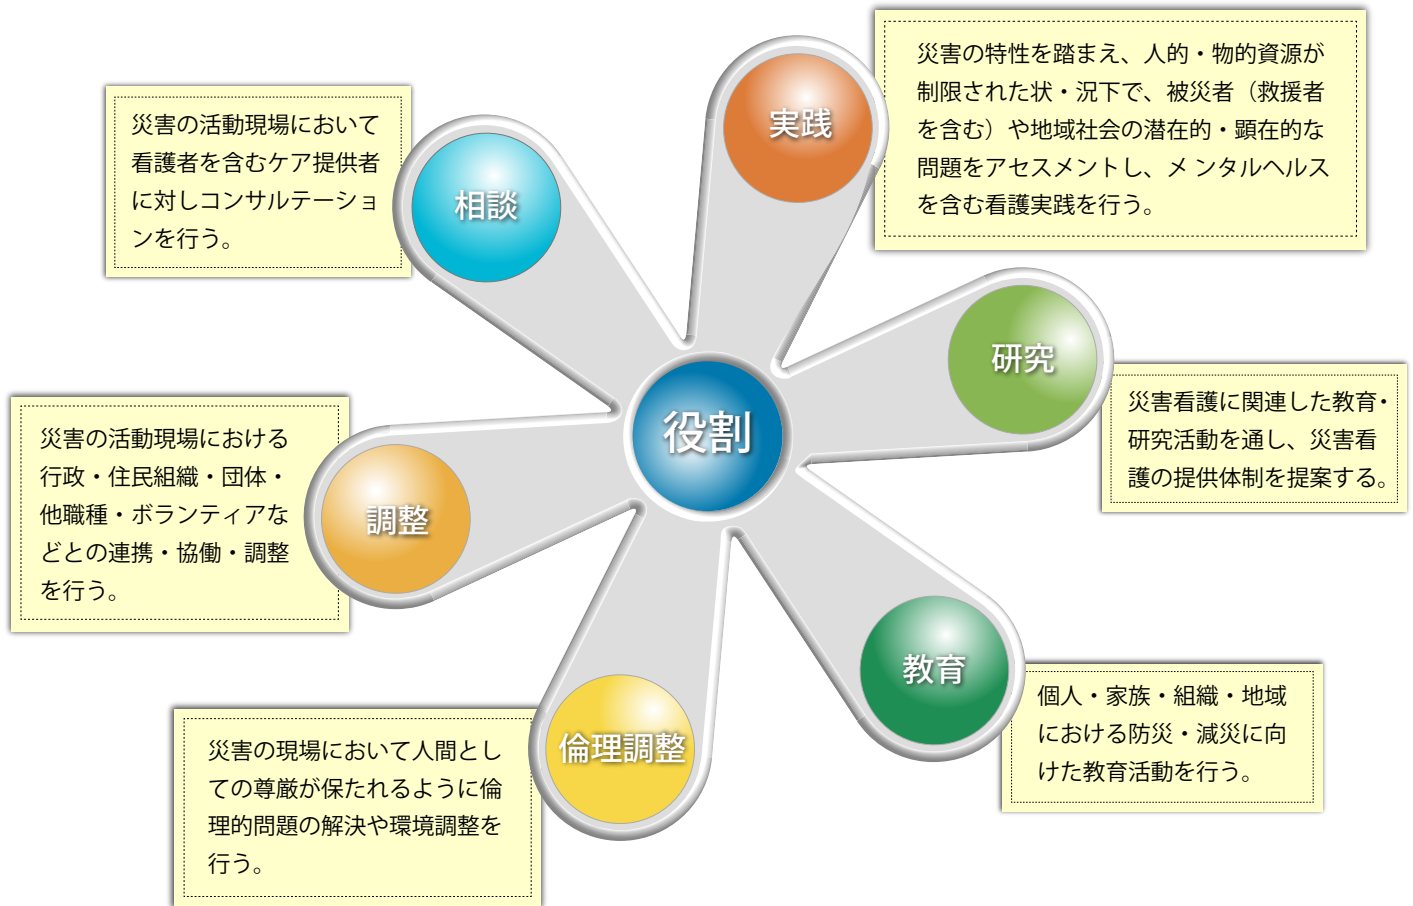 役割
実践
災害の特性を踏まえ、人的・物的資源が
制限された状・況下で、被災者（救援者
を含む）や地域社会の潜在的・顕在的な
問題をアセスメントし、メンタルヘルス
を含む看護実践を行う。
相談
災害の活動現場において
看護者を含むケア提供者
に対しコンサルテーショ
ンを行う。
研究
災害看護に関連した教育・
研究活動を通し、災害看
護の提供体制を提案する。
調整
災害の活動現場における
行政・住民組織・団体・
他職種・ボランティアな
どとの連携・協働・調整
を行う。
教育
個人・家族・組織・地域
における防災・減災に向
けた教育活動を行う。
倫理調整
災害の現場において人間とし
ての尊厳が保たれるように倫
理的問題の解決や環境調整を
行う。